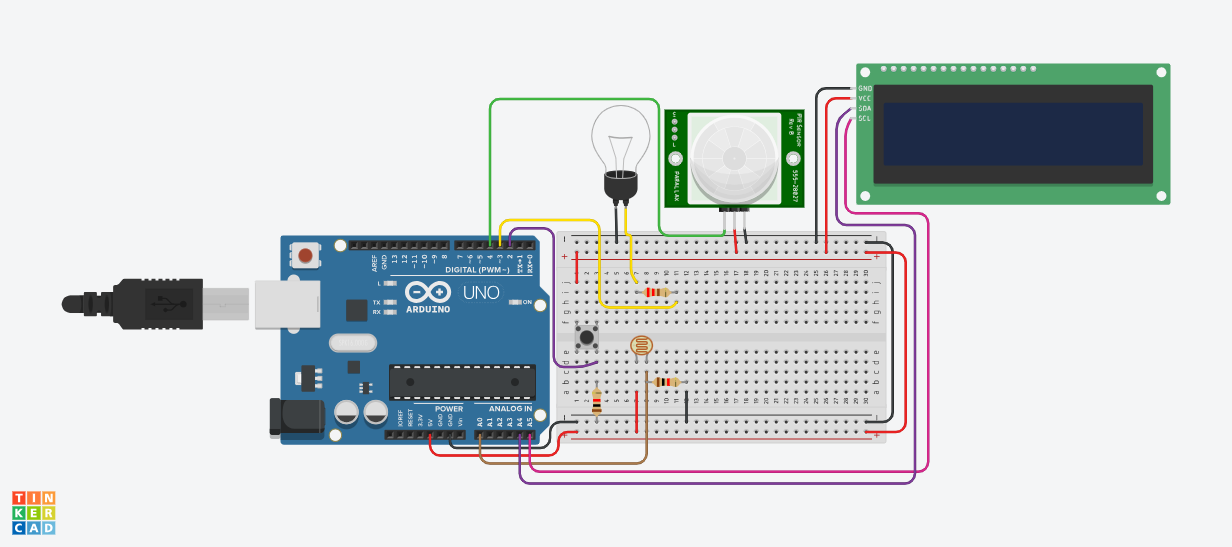 GND
VCC
SDA
SCL
PIR Sensor
Rev B
555-28027
PARALLAX
AREF
GND
13
12
~11
~10
~9
8
7
~6
~5
4
~3
2
TX→1
RX←0
DIGITAL (PWM~)
L
TX
RX
UNO
ARDUINO
ON
POWER
ANALOG IN
IOREF
RESET
3.3V
5V
GND
GND
Vin
A0
A1
A2
A3
A4
A5
TIN
KER
CAD